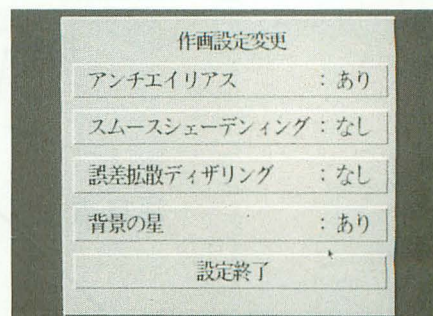 作画設定変更
アンチエイリアス : あり
スムースシェーデンィング : なし
誤差拡散ディザリング : なし
背景の星 : あり
設定終了